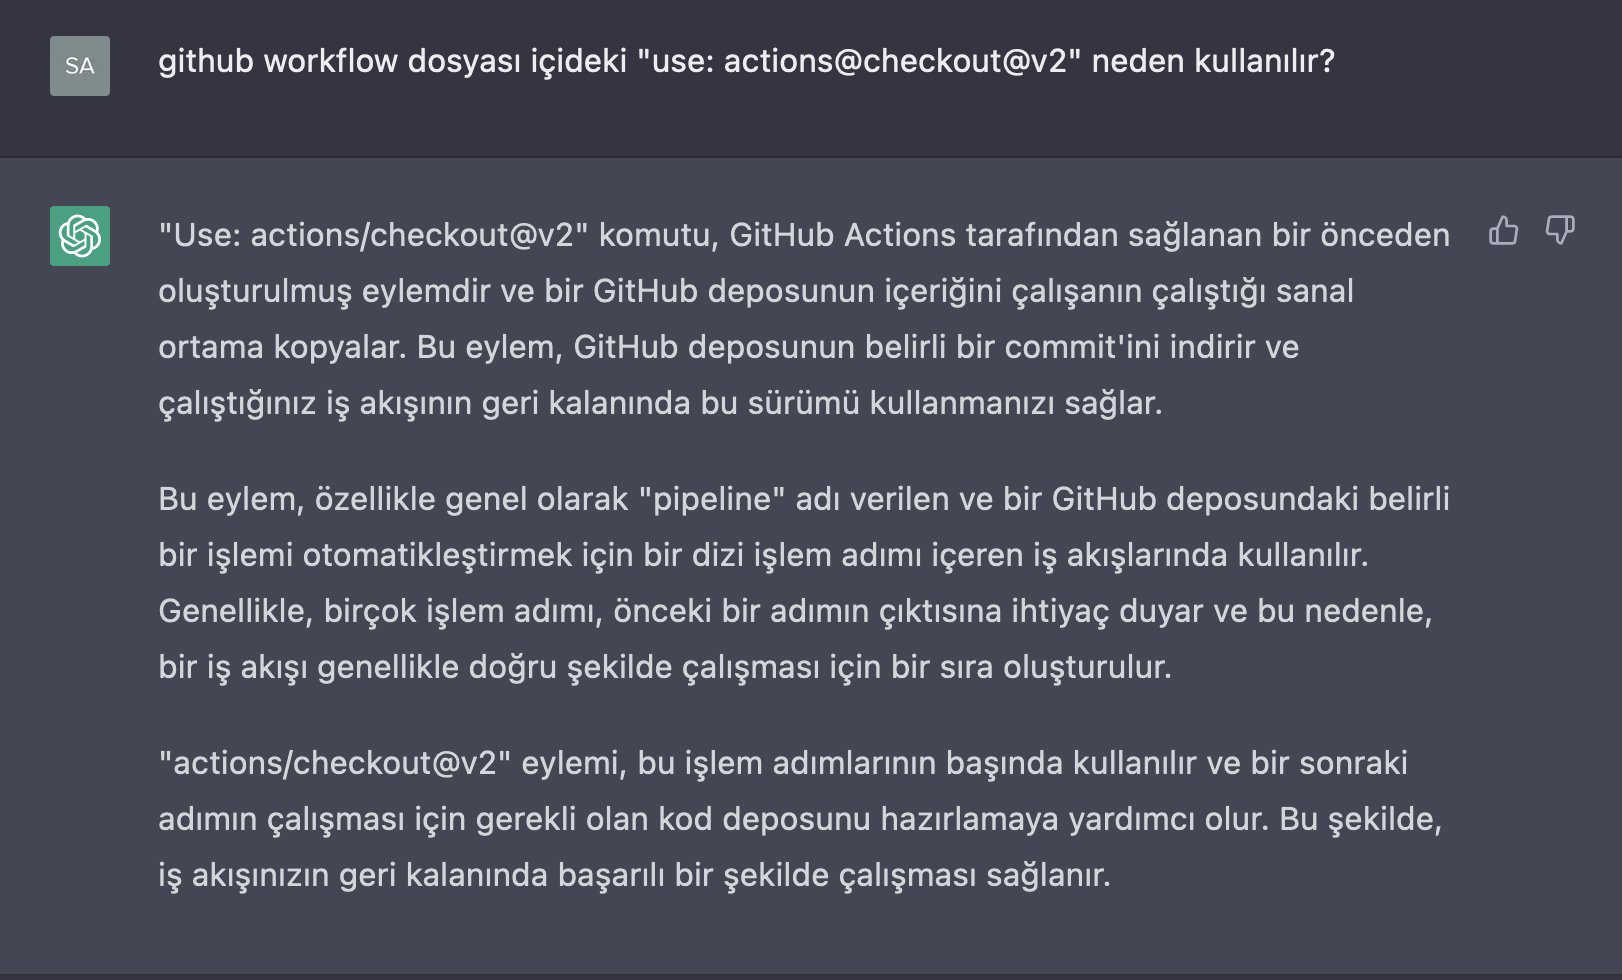 SA
github workflow dosyası içideki "use: actions@checkout@v2" neden kullanılır?
"Use: actions/checkout@v2" komutu, GitHub Actions tarafından sağlanan bir önceden
oluşturulmuş eylemdir ve bir GitHub deposunun içeriğini çalışanın çalıştığı sanal
ortama kopyalar. Bu eylem, GitHub deposunun belirli bir commit'ini indirir ve
çalıştığınız iş akışının geri kalanında bu sürümü kullanmanızı sağlar.
Bu eylem, özellikle genel olarak "pipeline" adı verilen ve bir GitHub deposundaki belirli
bir işlemi otomatikleştirmek için bir dizi işlem adımı içeren iş akışlarında kullanılır.
Genellikle, birçok işlem adımı, önceki bir adımın çıktısına ihtiyaç duyar ve bu nedenle,
bir iş akışı genellikle doğru şekilde çalışması için bir sıra oluşturulur.
"actions/checkout@v2" eylemi, bu işlem adımlarının başında kullanılır ve bir sonraki
adımın çalışması için gerekli olan kod deposunu hazırlamaya yardımcı olur. Bu şekilde,
iş akışınızın geri kalanında başarılı bir şekilde çalışması sağlanır.